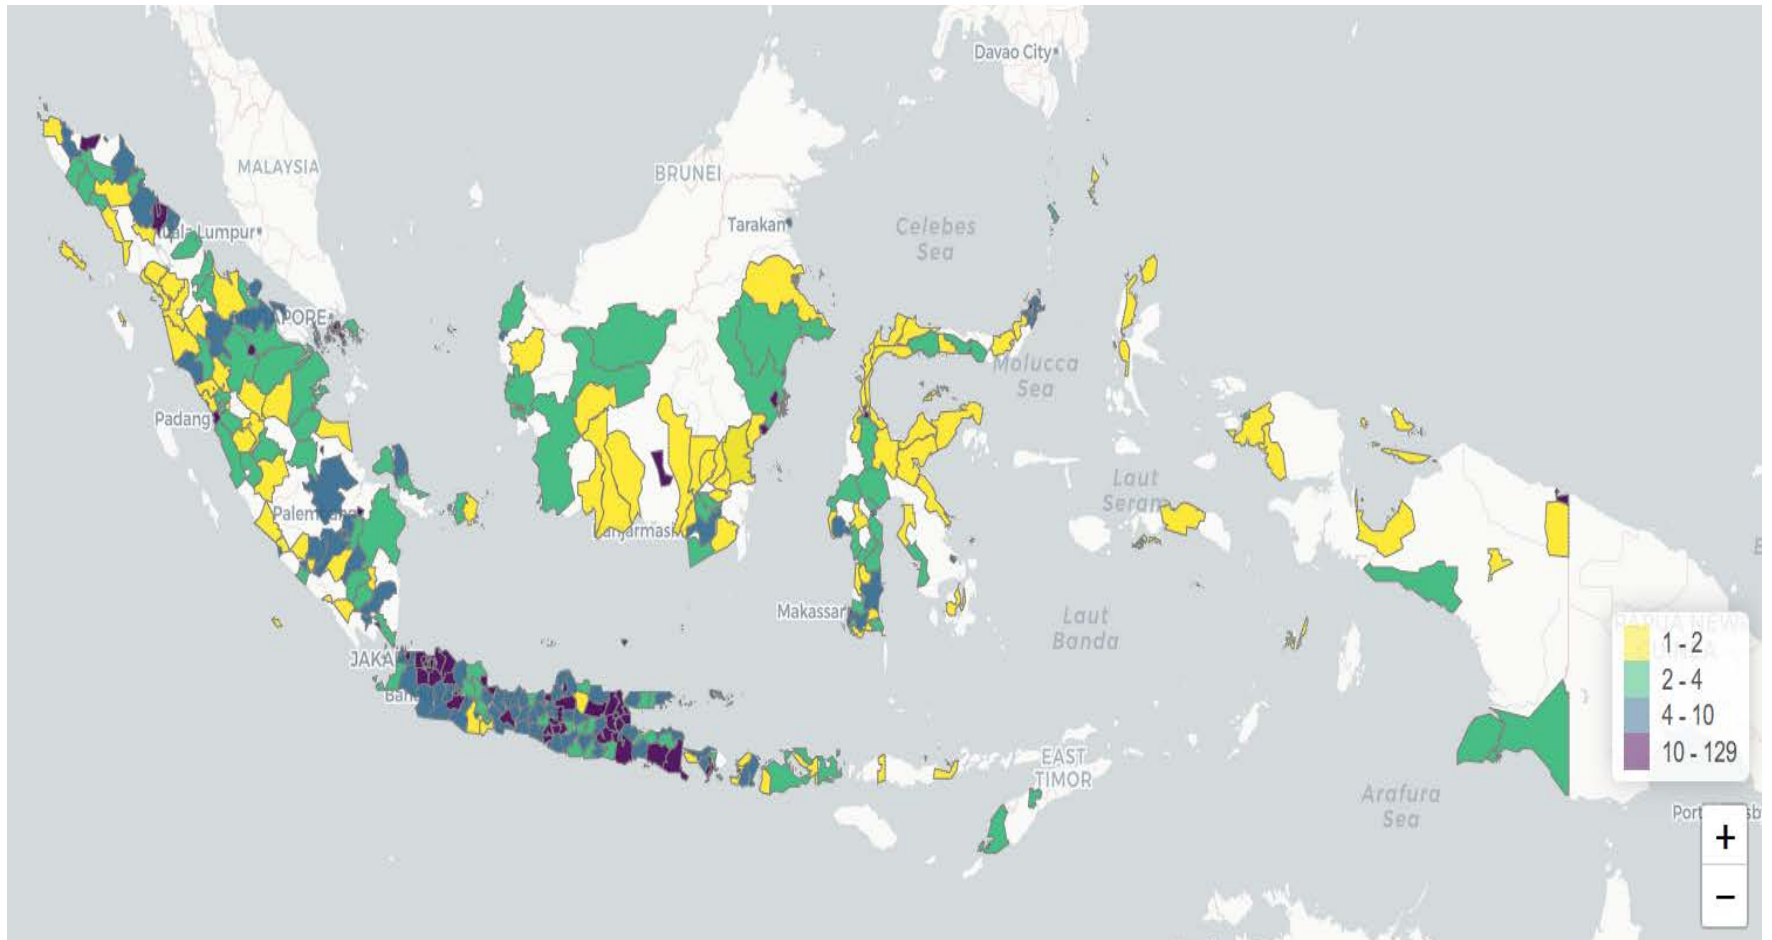 Davao City
MALAYSIA
BRUNEI
Kuala Lumpur
Tarakan
Celebes
Sea
Molucca
Sea
Padang
Laut
Seram
Makassar
Laut
Banda
JAKA
EAST
TIMOR
Arafura
Sea
1 - 2
2 - 4
4 - 10
10 - 129
+
−